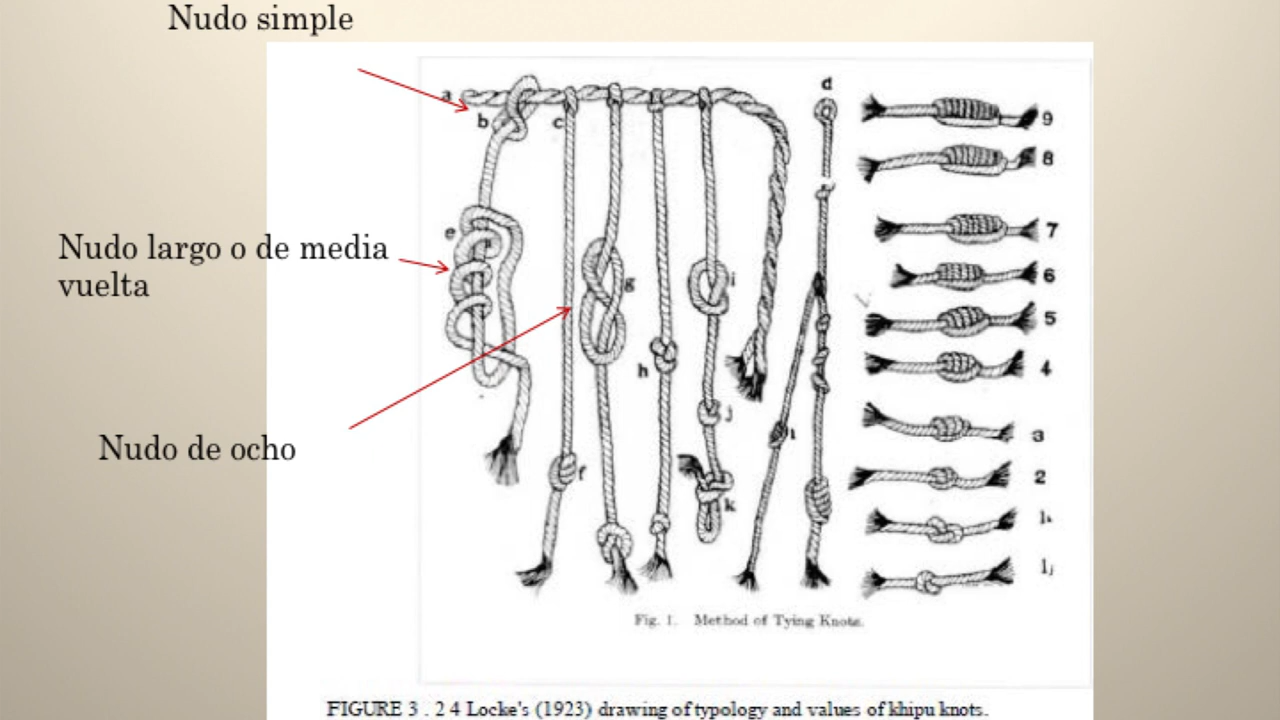 Nudo simple
a
b
c
d
9
8
Nudo largo o de media
vuelta
e
7
6
g
i
5
h
4
j
3
Nudo de ocho
f
2
k
Fig. 1. Method of Tying Knots.
FIGURE 3 . 2 4 Locke's (1923) drawing of typology and values of khipu knots.